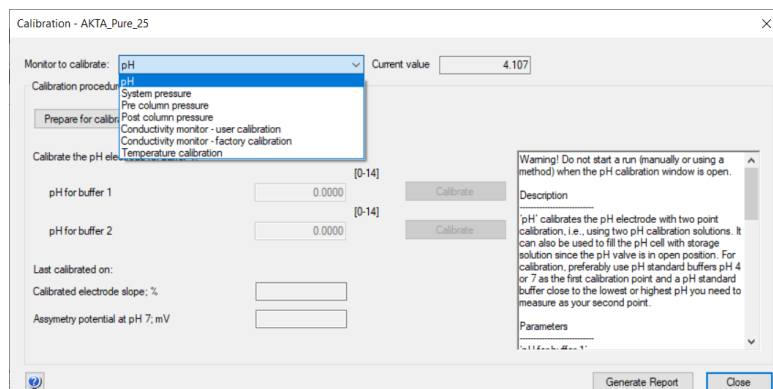 Calibration - AKTA_Pure_25
Monitor to calibrate: pH Current value 4.107
pH
System pressure
Pre column pressure
Post column pressure
Conductivity monitor - user calibration
Conductivity monitor - factory calibration
Temperature calibration
Calibration procedu
Prepare for calibr
Calibrate the pH ele
[0-14]
pH for buffer 1 0.0000 Calibrate
[0-14]
pH for buffer 2 0.0000 Calibrate
Last calibrated on:
Calibrated electrode slope; %
Assymetry potential at pH 7; mV
Warning! Do not start a run (manually or using a
method) when the pH calibration window is open.
Description
---------------------------
'pH' calibrates the pH electrode with two point
calibration, i.e., using two pH calibration solutions. It
can also be used to fill the pH cell with storage
solution since the pH valve is in open position. For
calibration, preferably use pH standard buffers pH 4
or 7 as the first calibration point and a pH standard
buffer close to the lowest or highest pH you need to
measure as your second point.
Parameters
---------------------------
'pH for buffer 1'
Generate Report Close